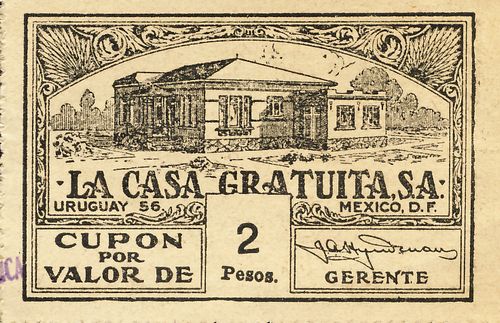 · LA CASA GRATUITA, S.A. ·
URUGUAY 56. MEXICO, D.F.
CUPON
POR
VALOR DE
2
Pesos.
GERENTE